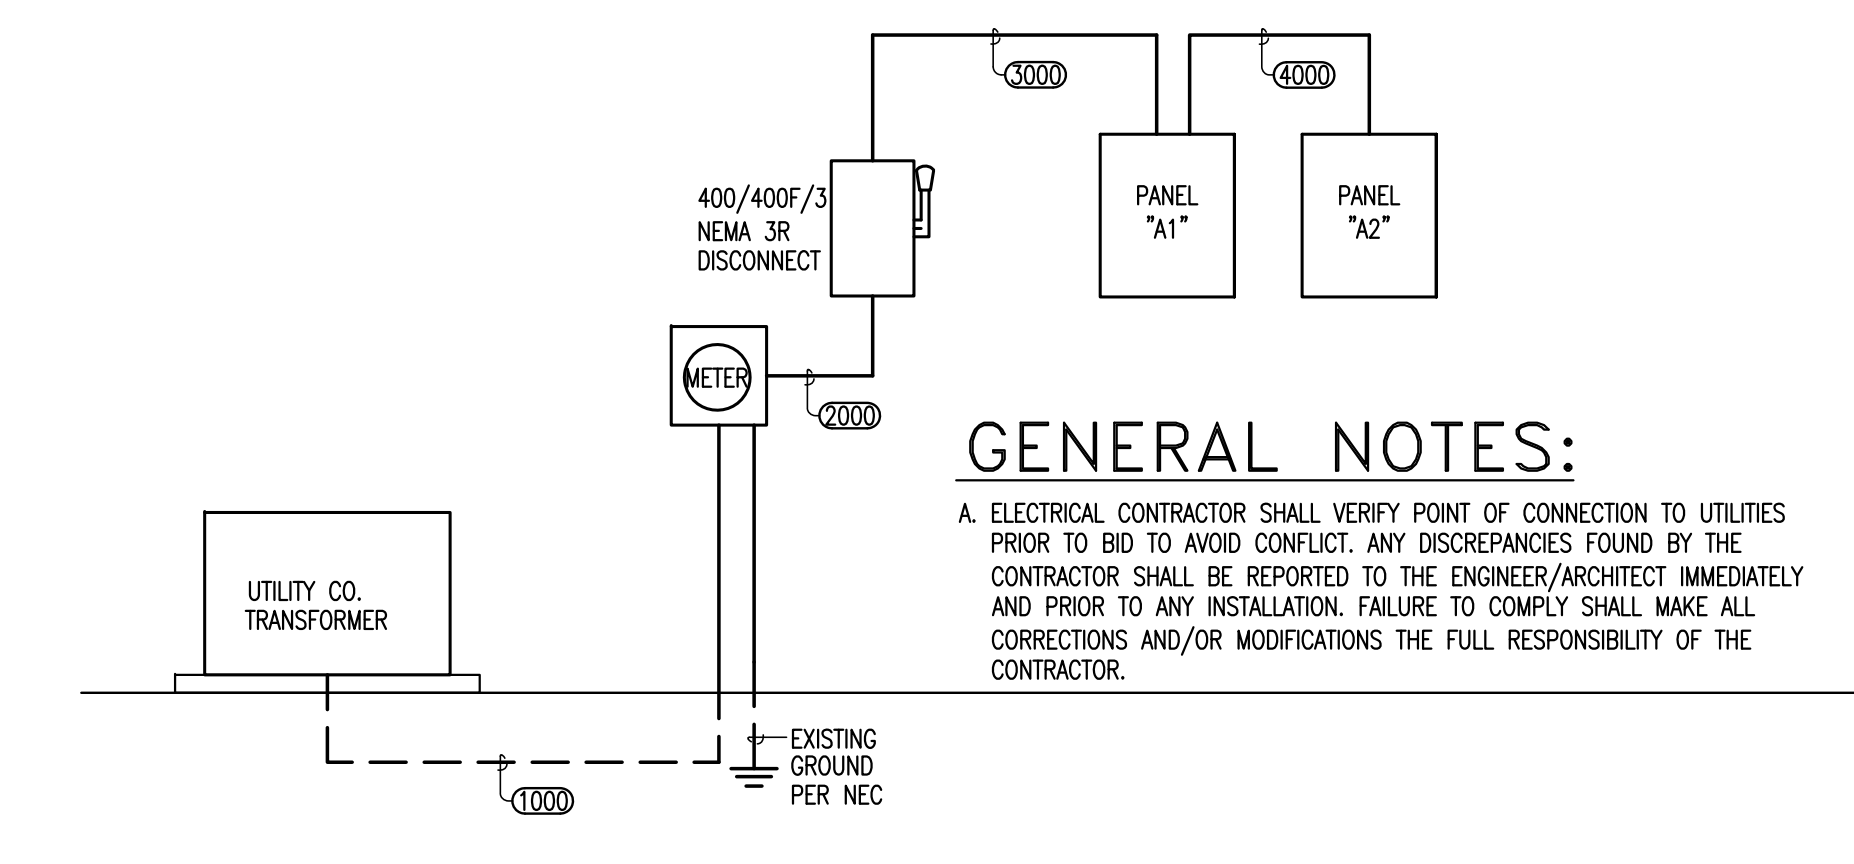 3000
4000
400/400F/3
NEMA 3R
DISCONNECT
PANEL
"A1"
PANEL
"A2"
METER
2000
GENERAL NOTES:
A. ELECTRICAL CONTRACTOR SHALL VERIFY POINT OF CONNECTION TO UTILITIES
PRIOR TO BID TO AVOID CONFLICT. ANY DISCREPANCIES FOUND BY THE
CONTRACTOR SHALL BE REPORTED TO THE ENGINEER/ARCHITECT IMMEDIATELY
AND PRIOR TO ANY INSTALLATION. FAILURE TO COMPLY SHALL MAKE ALL
CORRECTIONS AND/OR MODIFICATIONS THE FULL RESPONSIBILITY OF THE
CONTRACTOR.
UTILITY CO.
TRANSFORMER
EXISTING
GROUND
PER NEC
1000